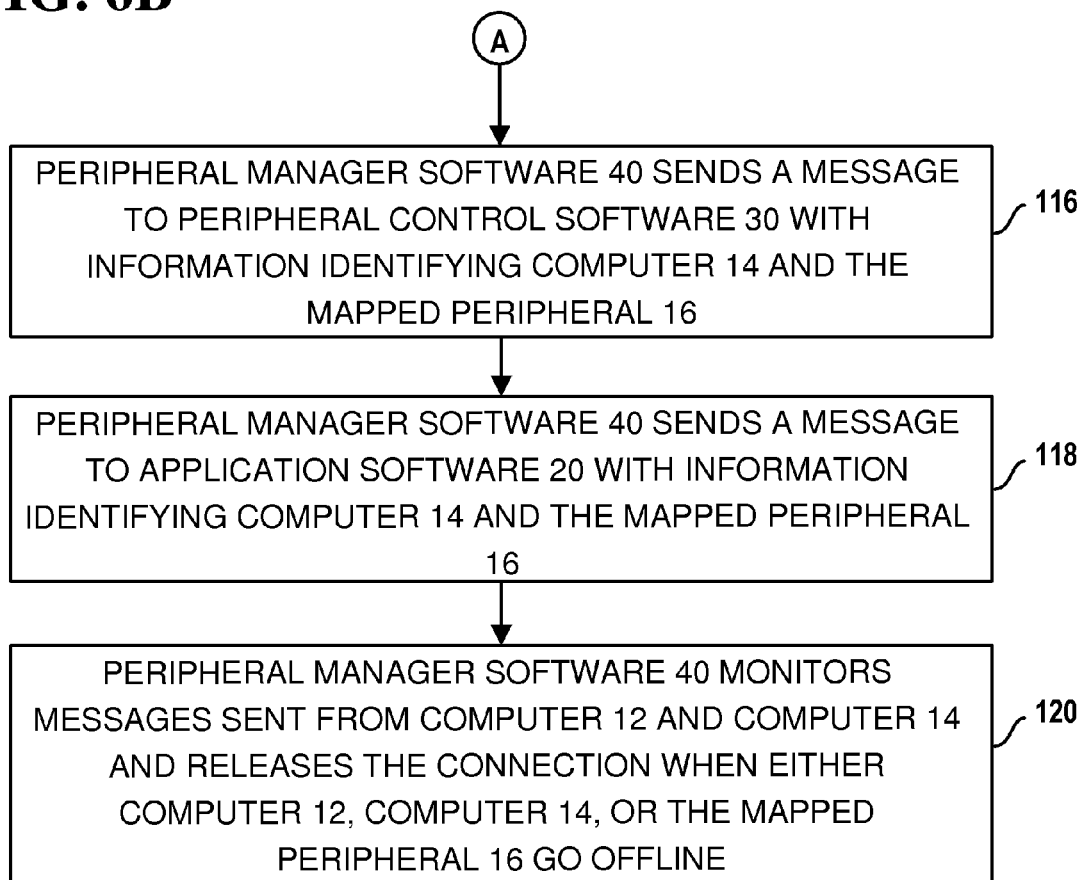 A
PERIPHERAL MANAGER SOFTWARE 40 SENDS A MESSAGE
TO PERIPHERAL CONTROL SOFTWARE 30 WITH
INFORMATION IDENTIFYING COMPUTER 14 AND THE
MAPPED PERIPHERAL 16
116
PERIPHERAL MANAGER SOFTWARE 40 SENDS A MESSAGE
TO APPLICATION SOFTWARE 20 WITH INFORMATION
IDENTIFYING COMPUTER 14 AND THE MAPPED PERIPHERAL
16
118
PERIPHERAL MANAGER SOFTWARE 40 MONITORS
MESSAGES SENT FROM COMPUTER 12 AND COMPUTER 14
AND RELEASES THE CONNECTION WHEN EITHER
COMPUTER 12, COMPUTER 14, OR THE MAPPED
PERIPHERAL 16 GO OFFLINE
120